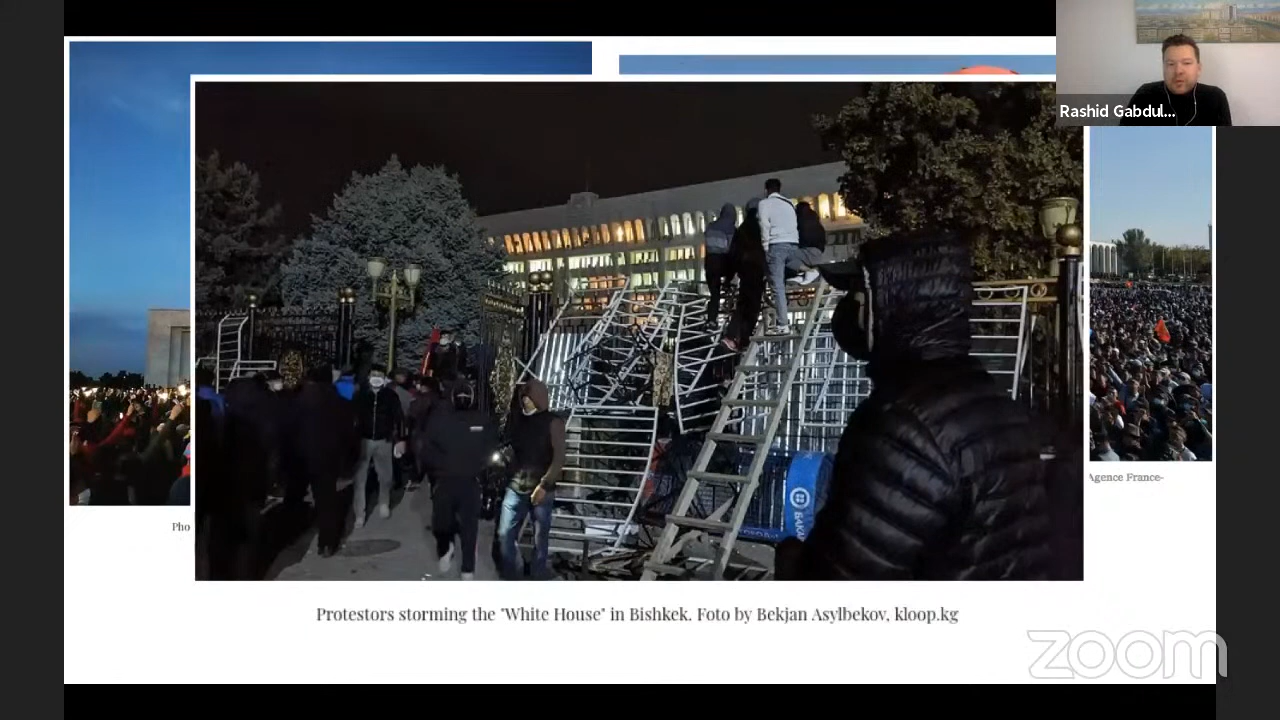 Rashid Gabdul...
Agence France-
Pho
Protestors storming the "White House" in Bishkek. Foto by Bekjan Asylbekov, kloop.kg
zoom